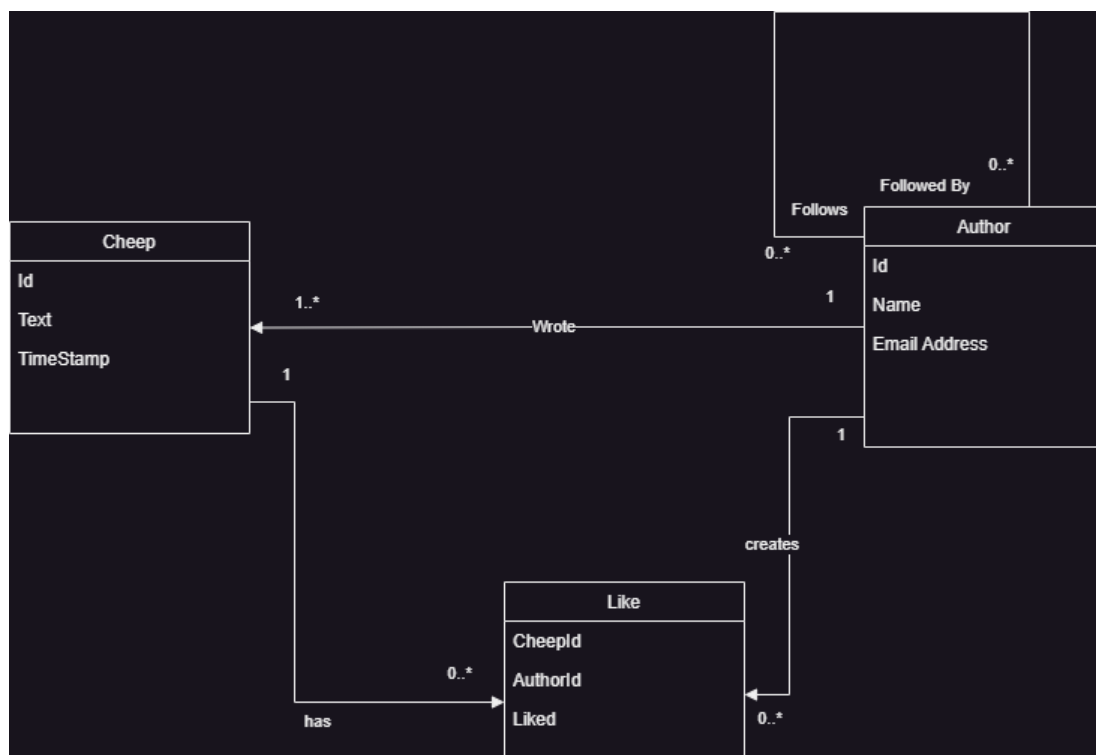 0..*
Followed By
Follows
Author
0..*
Id
Name
Email Address
1
Cheep
Id
Text
TimeStamp
1..*
Wrote
1
1
creates
Like
CheepId
AuthorId
Liked
0..*
has
0..*